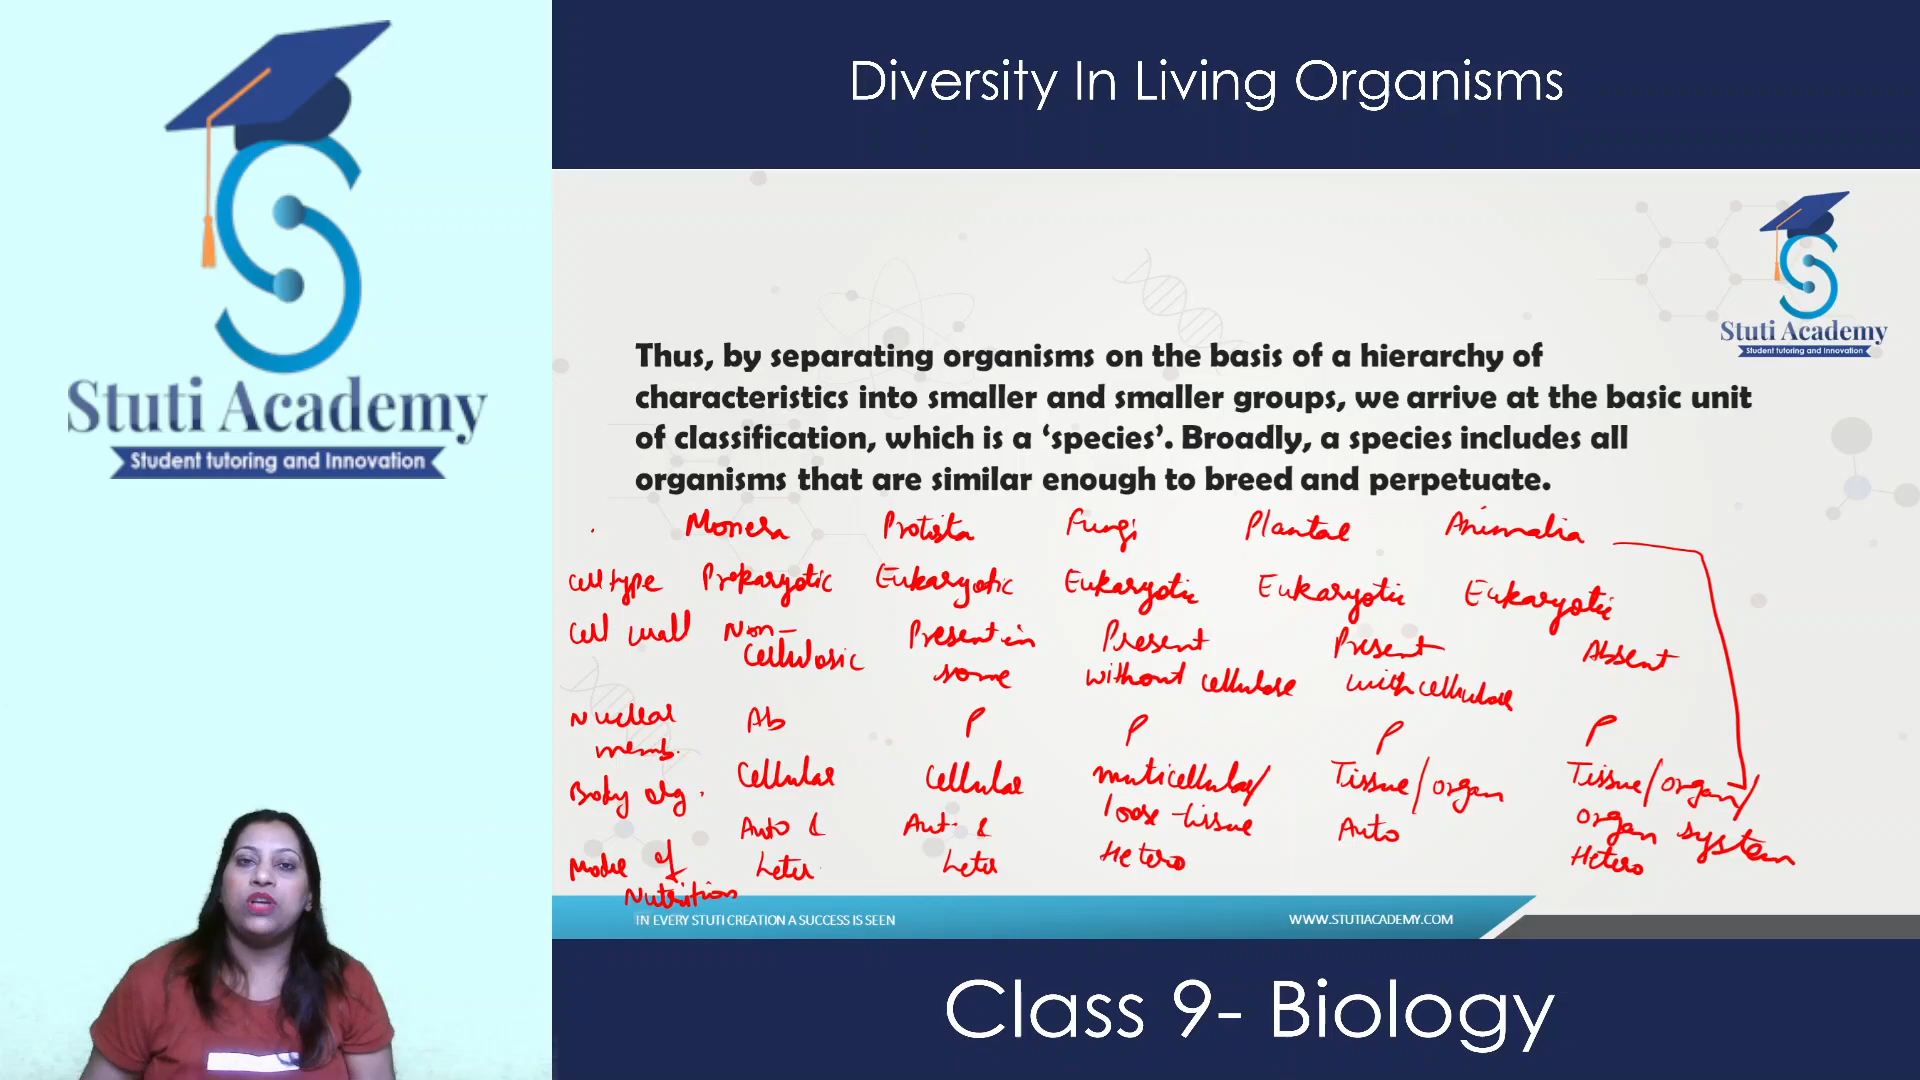 Stuti Academy
Student tutoring and Innovation
Diversity In Living Organisms
Stuti Academy
Student tutoring and Innovation
Thus, by separating organisms on the basis of a hierarchy of
characteristics into smaller and smaller groups, we arrive at the basic unit
of classification, which is a ‘species’. Broadly, a species includes all
organisms that are similar enough to breed and perpetuate.
Monera Protista Fungi Plantae Animalia
Cell type Prokaryotic Eukaryotic Eukaryotic Eukaryotic Eukaryotic
Cell wall Non- Present in Present Present Absent
Cellulosic some without cellulose with cellulose
Nuclear Ab P P P P
memb.
Body org. Cellular Cellular multicellular/ Tissue/organ Tissue/organ/
loose tissue organ system
Mode of Auto & Aut. & Hetero Auto Hetero
Nutrition heter. heter
IN EVERY STUTI CREATION A SUCCESS IS SEEN
WWW.STUTIACADEMY.COM
Class 9- Biology